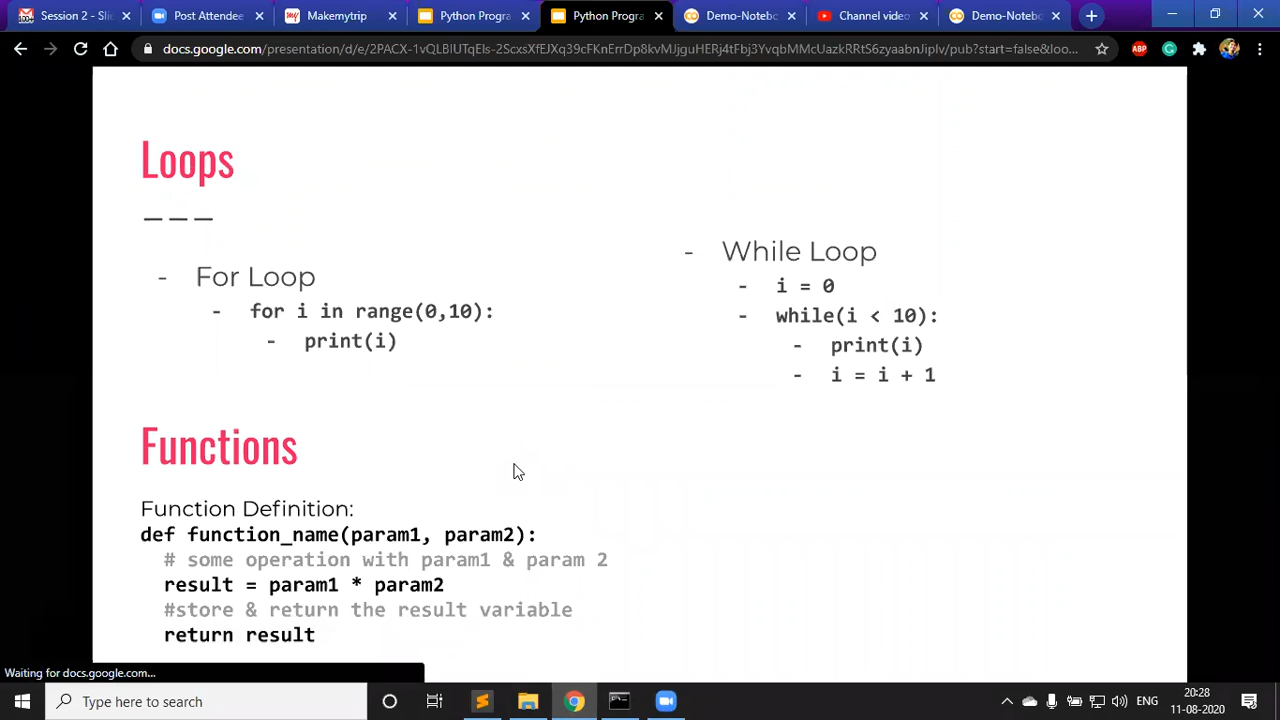 Session 2 - Slid
Post Attendee
Makemytrip
Python Progra
Python Progra
Demo-Notebo
Channel video
Demo-Notebo
docs.google.com/presentation/d/e/2PACX-1vQLBIUTqEIs-2ScxsXfEJXq39cFKnErrDp8kvMJjguHERj4tFbj3YvqbMMcUazkRRtS6zyaabnJiplv/pub?start=false&loo...
ABP
Loops
- For Loop
- for i in range(0,10):
- print(i)
- While Loop
- i = 0
- while(i < 10):
- print(i)
- i = i + 1
Functions
Function Definition:
def function_name(param1, param2):
# some operation with param1 & param 2
result = param1 * param2
#store & return the result variable
return result
Waiting for docs.google.com...
Type here to search
ENG
20:28
11-08-2020